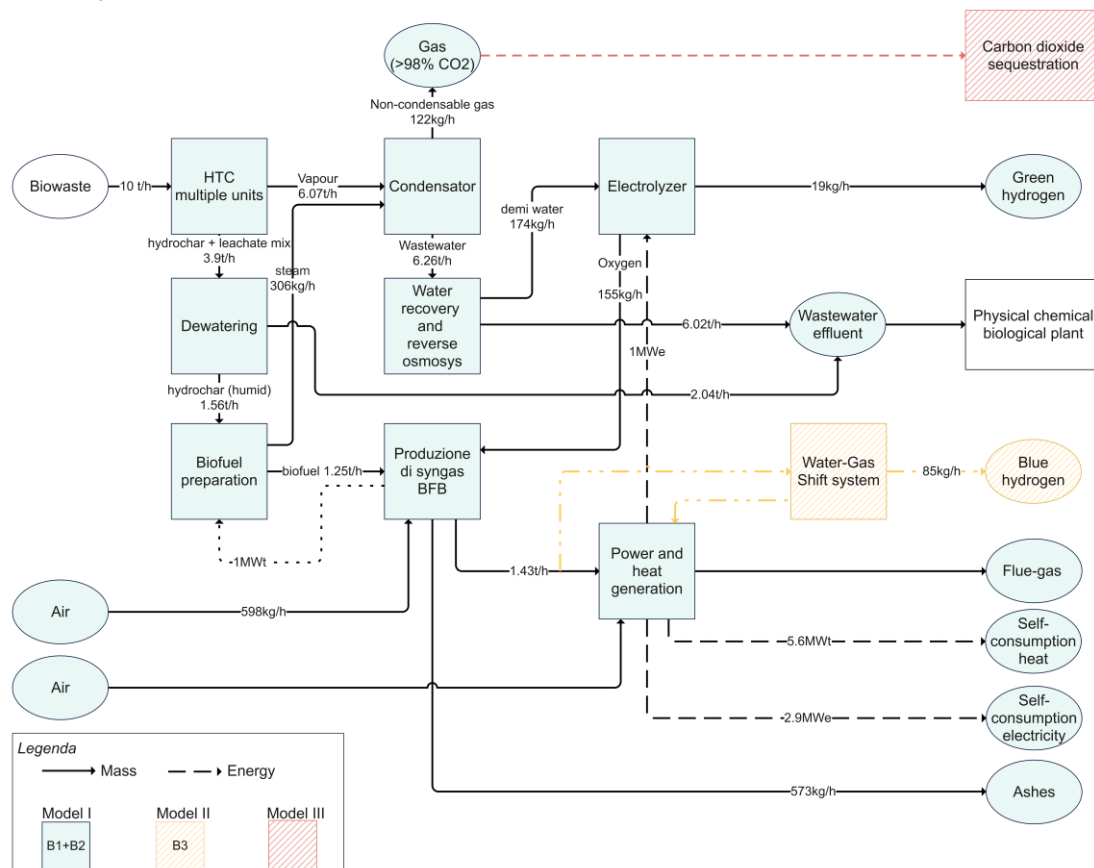 Gas
(>98% CO2)
Carbon dioxide
sequestration
Non-condensable gas
122kg/h
Biowaste
10 t/h
HTC
multiple units
Vapour
6.07t/h
Condensator
Electrolyzer
19kg/h
Green
hydrogen
demi water
174kg/h
hydrochar + leachate mix
3.9t/h
steam
306kg/h
Wastewater
6.26t/h
Oxygen
155kg/h
Dewatering
Water
recovery
and
reverse
osmosys
6.02t/h
Wastewater
effluent
Physical chemical
biological plant
1MWe
hydrochar (humid)
1.56t/h
2.04t/h
Biofuel
preparation
biofuel 1.25t/h
Produzione
di syngas
BFB
Water-Gas
Shift system
85kg/h
Blue
hydrogen
1MWt
1.43t/h
Power and
heat
generation
Flue-gas
Air
598kg/h
5.6MWt
Self-
consumption
heat
Air
2.9MWe
Self-
consumption
electricity
573kg/h
Ashes
Legenda
Mass
Energy
Model I
Model II
Model III
B1+B2
B3